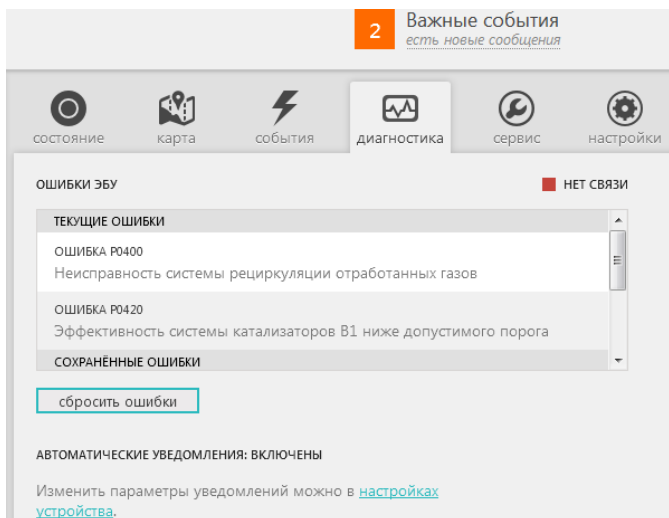 2
Важные события
есть новые сообщения
состояние карта события диагностика сервис настройки
ОШИБКИ ЭБУ НЕТ СВЯЗИ
ТЕКУЩИЕ ОШИБКИ
ОШИБКА P0400
Неисправность системы рециркуляции отработанных газов
ОШИБКА P0420
Эффективность системы катализаторов B1 ниже допустимого порога
СОХРАНЁННЫЕ ОШИБКИ
сбросить ошибки
АВТОМАТИЧЕСКИЕ УВЕДОМЛЕНИЯ: ВКЛЮЧЕНЫ
Изменить параметры уведомлений можно в настройках
устройства.